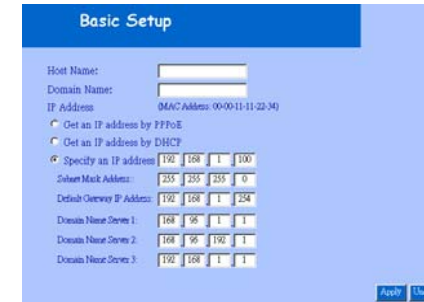 Basic Setup
Host Name:
Domain Name:
IP Address (MAC Address: 00-00-11-11-22-34)
Get an IP address by PPPoE
Get an IP address by DHCP
Specify an IP address 192 168 1 100
Subnet Mask Address: 255 255 255 0
Default Gateway IP Address: 192 168 1 254
Domain Name Server 1: 168 95 1 1
Domain Name Server 2: 168 95 192 1
Domain Name Server 3: 192 168 1 1
Apply